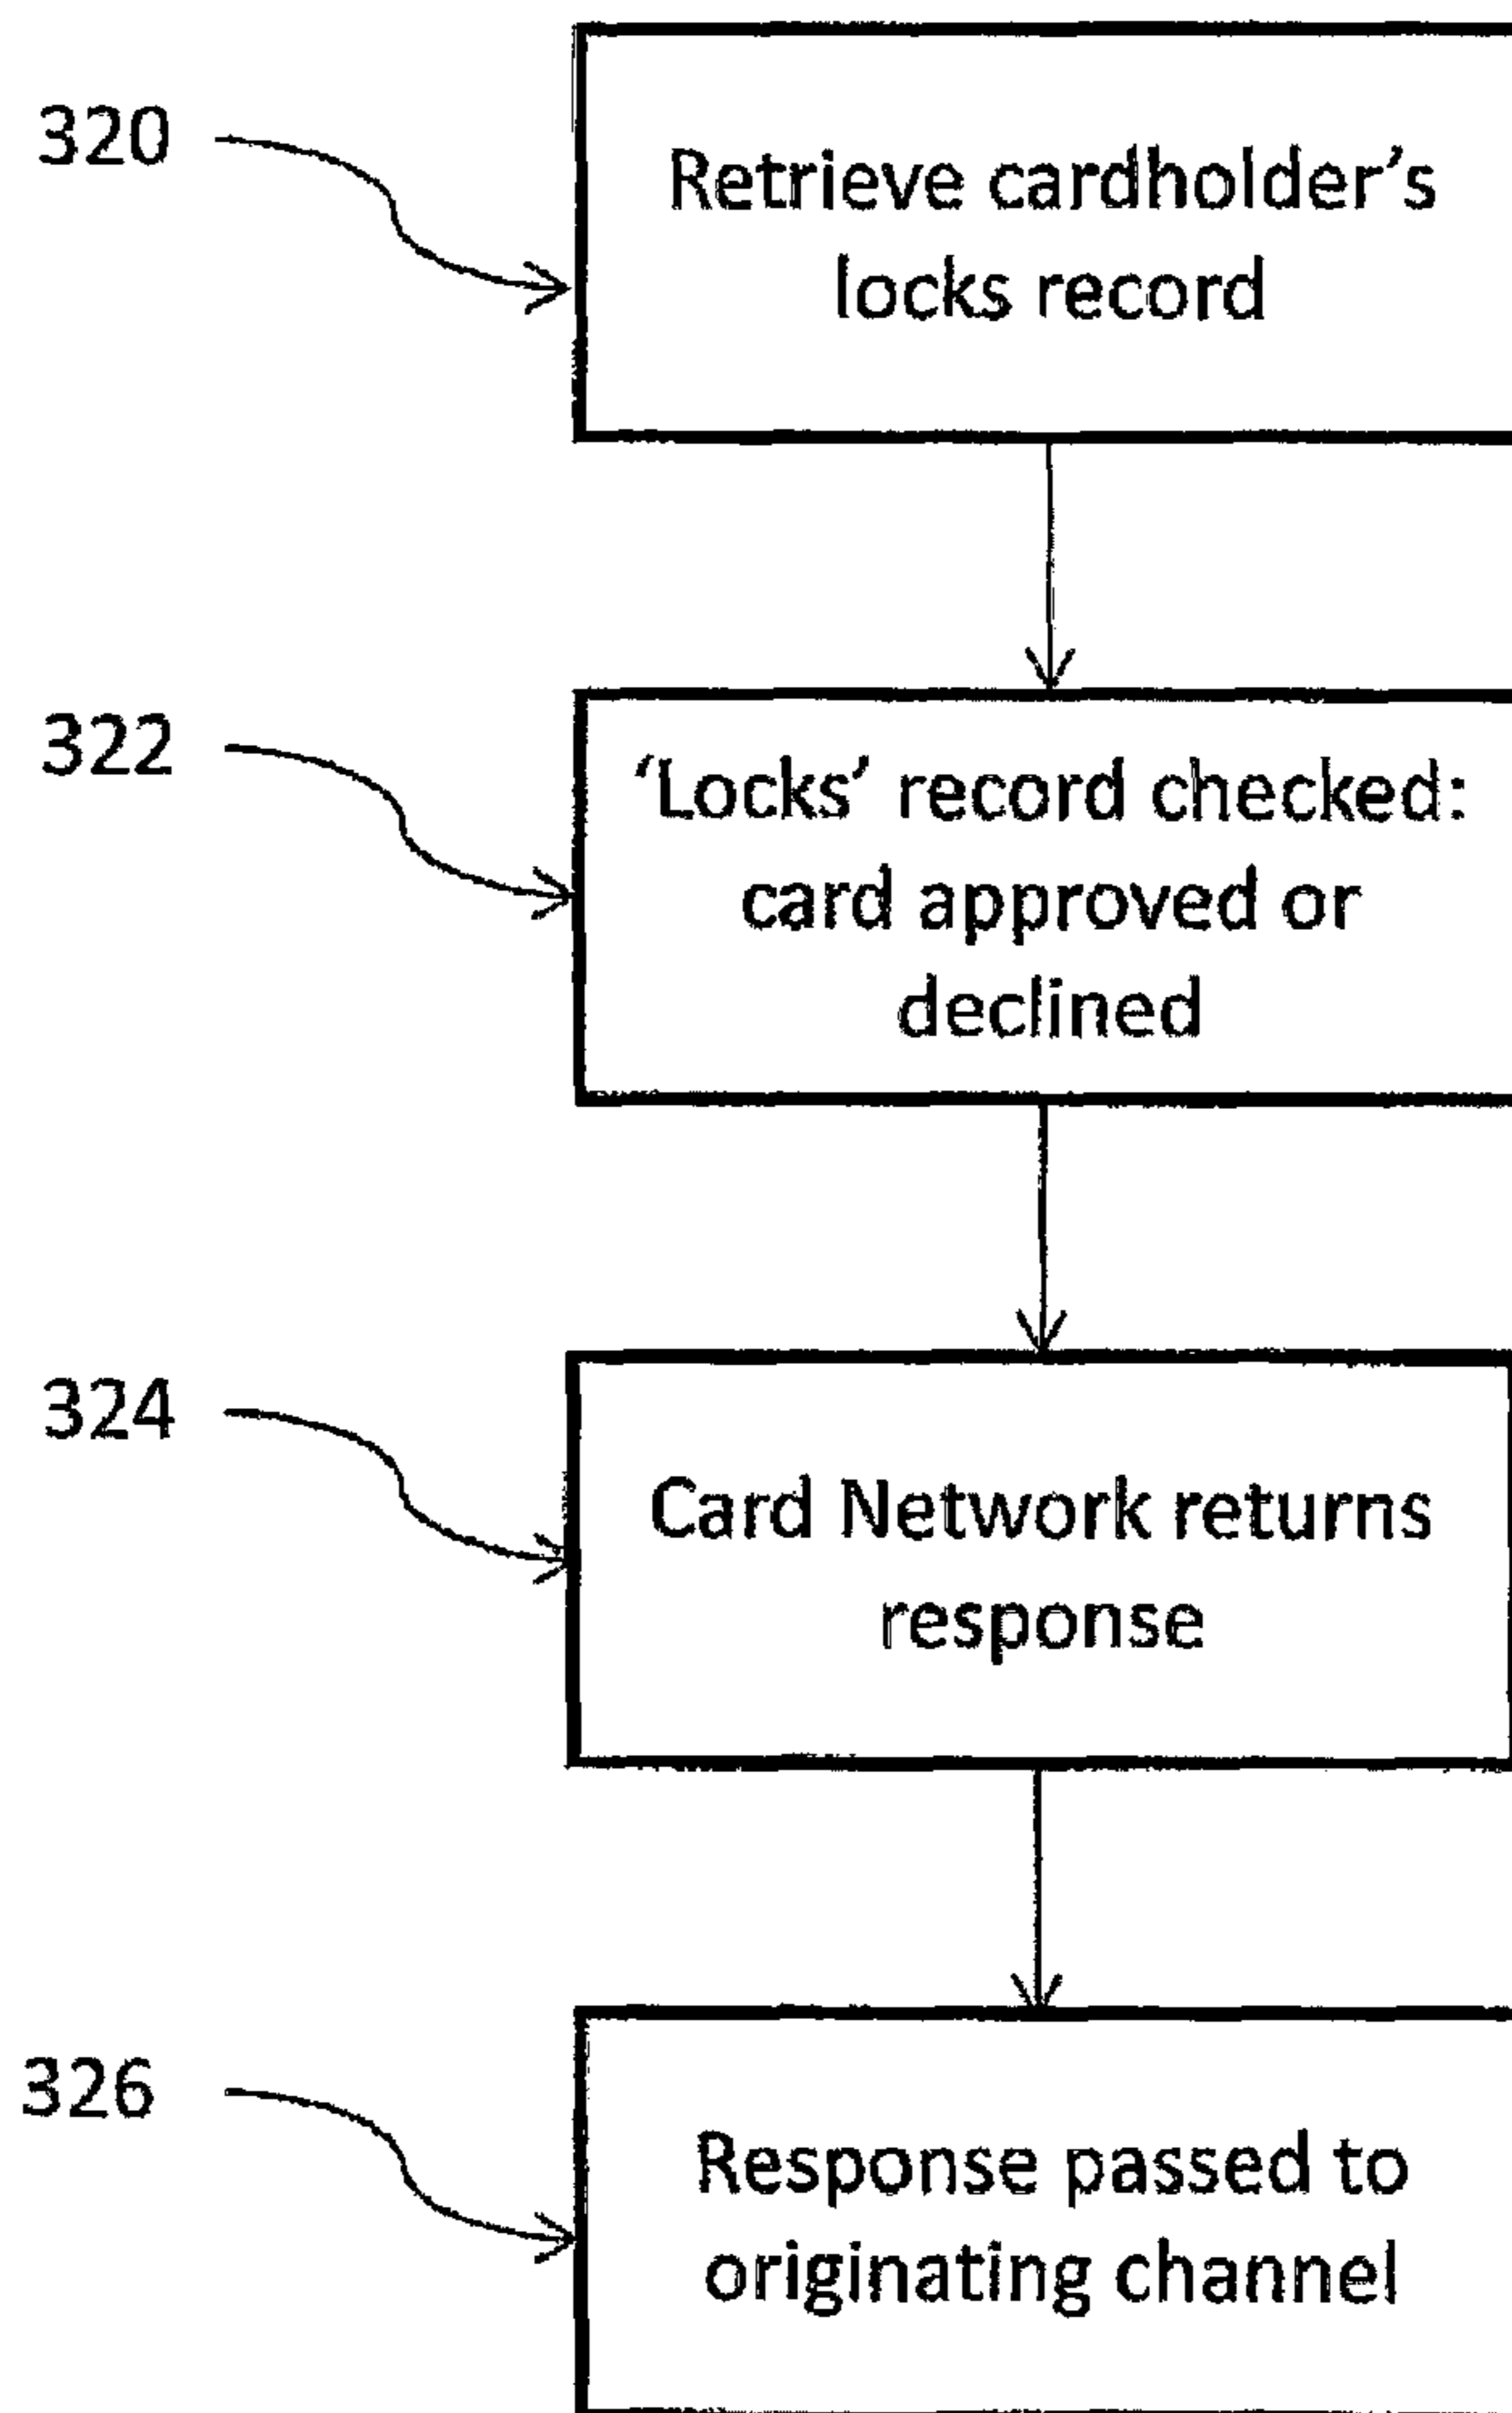 320
Retrieve cardholder’s
locks record
322
‘Locks’ record checked:
card approved or
declined
324
Card Network returns
response
326
Response passed to
originating channel